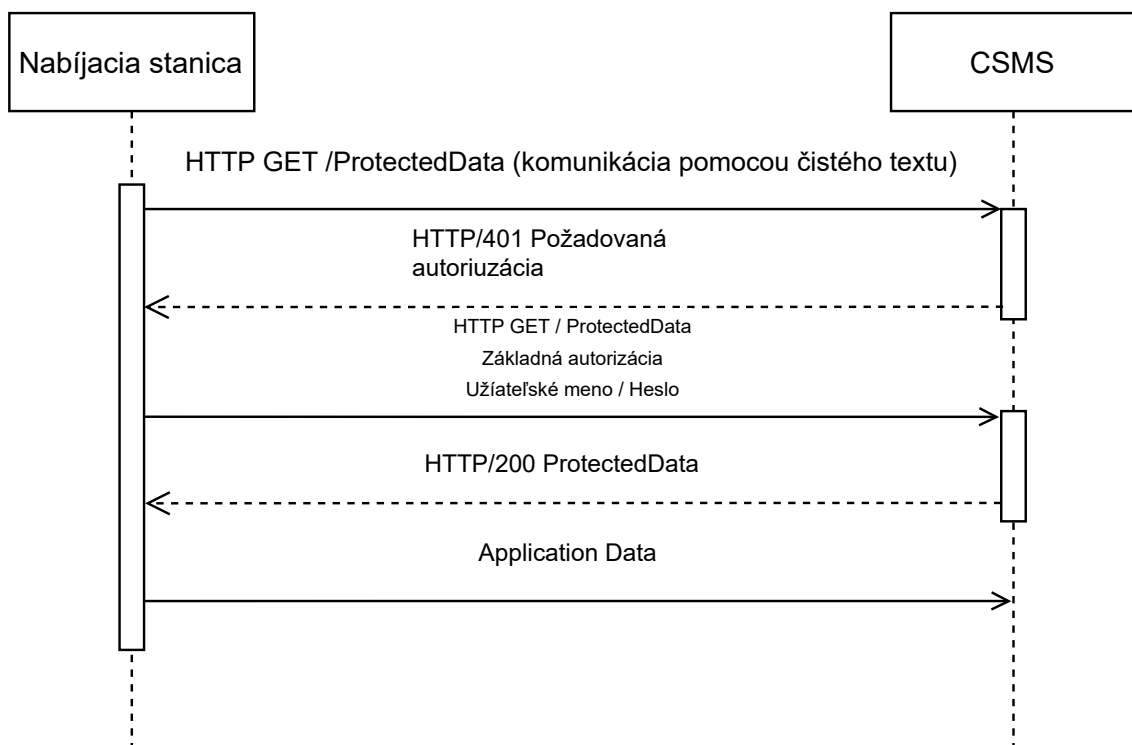 Nabíjacia stanica
CSMS
HTTP GET /ProtectedData (komunikácia pomocou čistého textu)
HTTP/401 Požadovaná
autoriuzácia
HTTP GET / ProtectedData
Základná autorizácia
Užíateľské meno / Heslo
HTTP/200 ProtectedData
Application Data